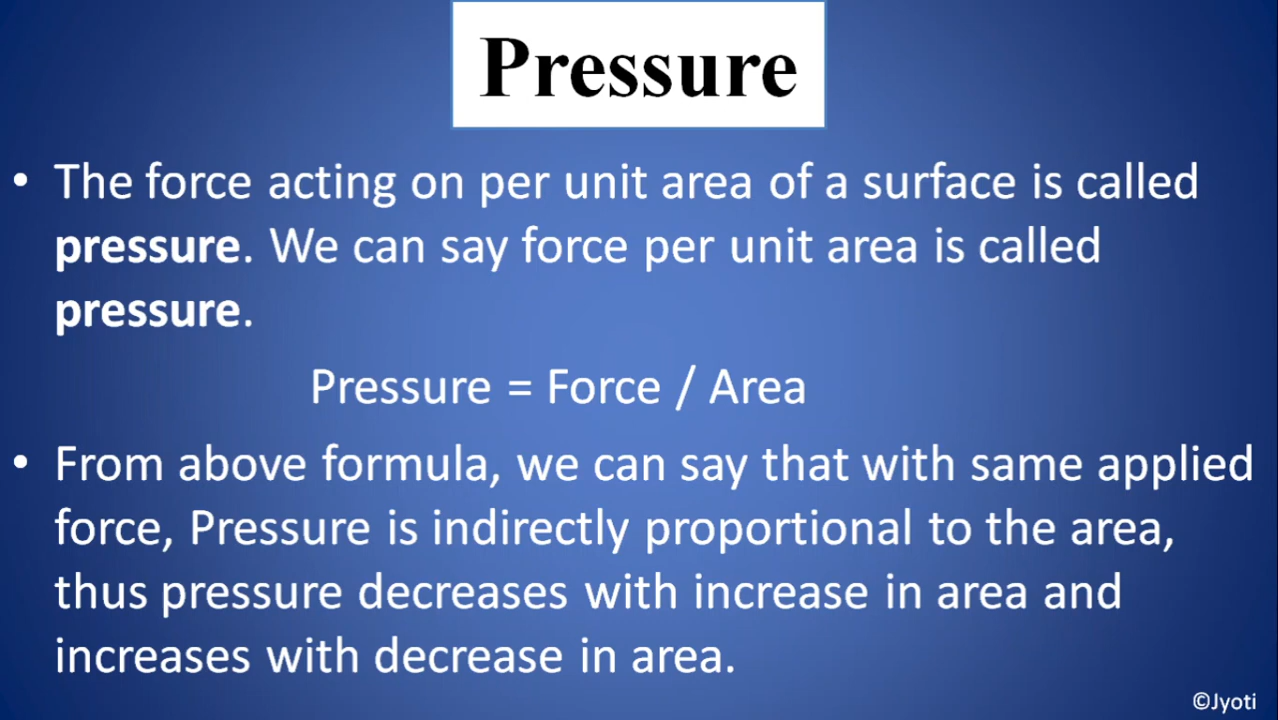 Pressure
• The force acting on per unit area of a surface is called
pressure. We can say force per unit area is called
pressure.
Pressure = Force / Area
• From above formula, we can say that with same applied
force, Pressure is indirectly proportional to the area,
thus pressure decreases with increase in area and
increases with decrease in area.
©Jyoti